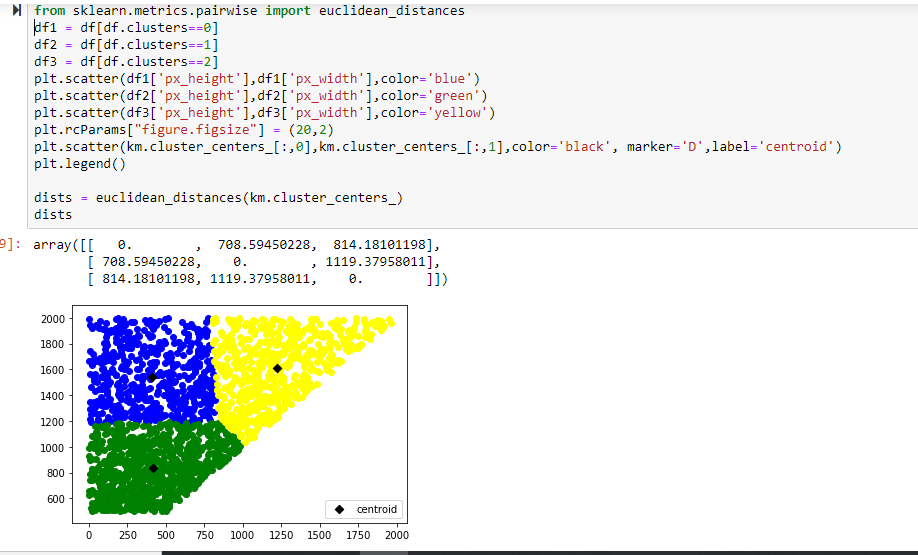 from sklearn.metrics.pairwise import euclidean_distances
df1 = df[df.clusters==0]
df2 = df[df.clusters==1]
df3 = df[df.clusters==2]
plt.scatter(df1['px_height'],df1['px_width'],color='blue')
plt.scatter(df2['px_height'],df2['px_width'],color='green')
plt.scatter(df3['px_height'],df3['px_width'],color='yellow')
plt.rcParams["figure.figsize"] = (20,2)
plt.scatter(km.cluster_centers_[:,0],km.cluster_centers_[:,1],color='black', marker='D',label='centroid')
plt.legend()
dists = euclidean_distances(km.cluster_centers_)
dists
9]: array([[   0.        ,  708.59450228,  814.18101198],
[ 708.59450228,    0.        , 1119.37958011],
[ 814.18101198, 1119.37958011,    0.        ]])
2000
1800
1600
1400
1200
1000
800
600
centroid
0 250 500 750 1000 1250 1500 1750 2000